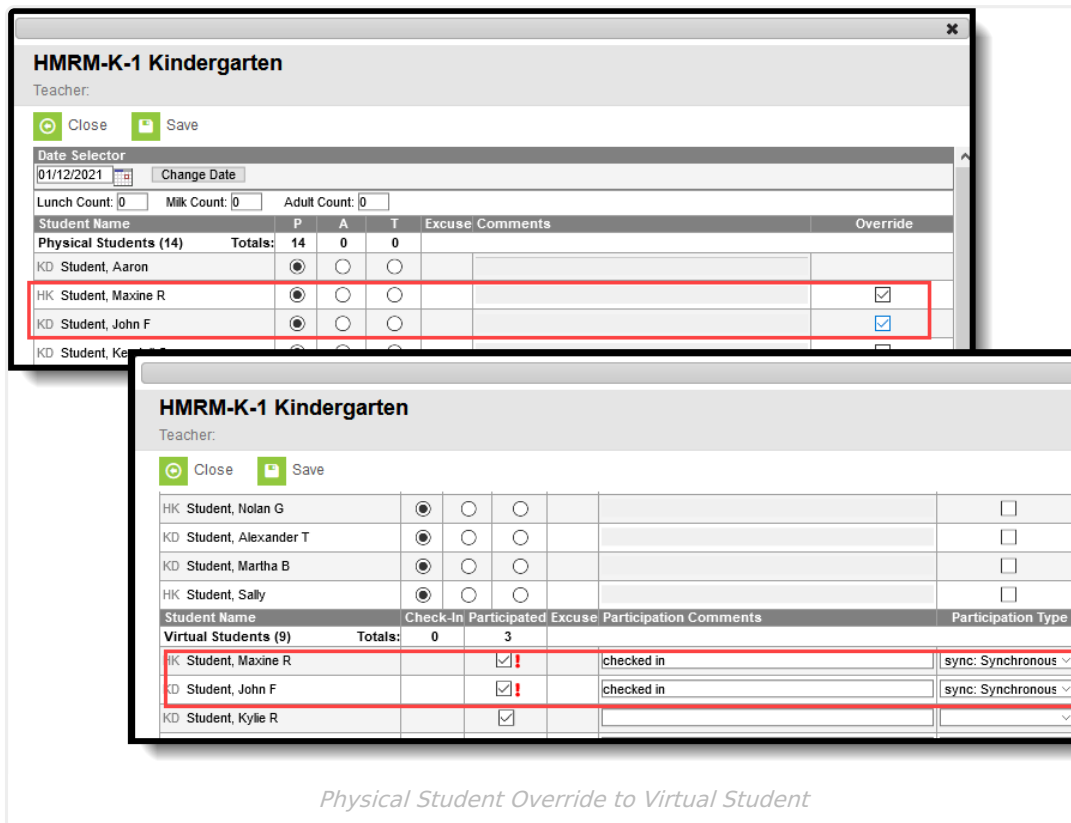 HMRM-K-1 Kindergarten
Teacher:
Close Save
Date Selector
01/12/2021 Change Date
Lunch Count: 0 Milk Count: 0 Adult Count: 0
Student Name P A T Excuse Comments Override
Physical Students (14) Totals: 14 0 0
KD Student, Aaron
HK Student, Maxine R
KD Student, John F
KD Student,
HMRM-K-1 Kindergarten
Teacher:
Close Save
HK Student, Nolan G
KD Student, Alexander T
KD Student, Martha B
HK Student, Sally
Student Name Check-In Participated Excuse Participation Comments Participation Type
Virtual Students (9) Totals: 0 3
HK Student, Maxine R ! checked in sync: Synchronous
KD Student, John F ! checked in sync: Synchronous
KD Student, Kylie R
Physical Student Override to Virtual Student